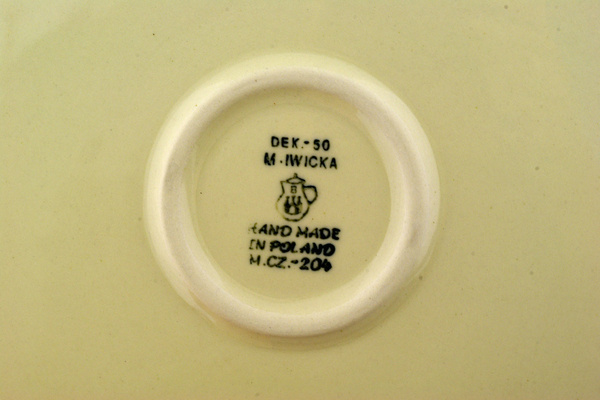 DEK.-50
M.IWICKA
B
HAND MADE
IN POLAND
M.CZ.-204